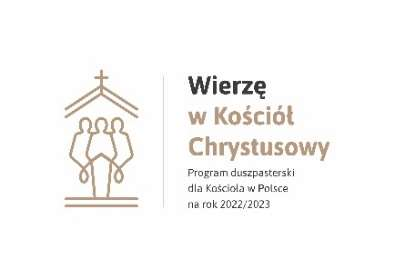 Wierzę
w Kościół
Chrystusowy
Program duszpasterski
dla Kościoła w Polsce
na rok 2022/2023